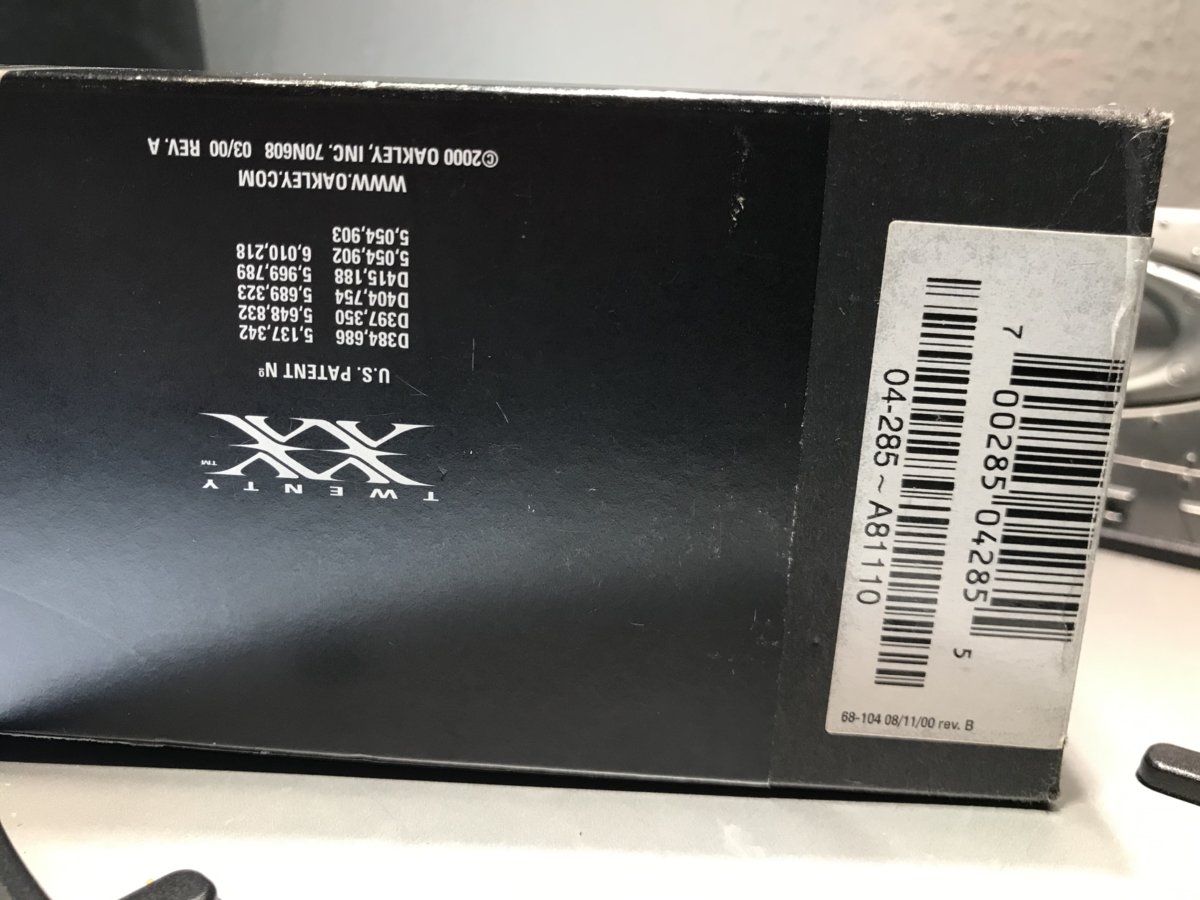 TWENTY
XX™
U.S. PATENT Nº
D384,686 5,137,342
D397,350 5,648,832
D404,754 5,689,323
D415,188 5,969,789
5,054,902 6,010,218
5,054,903
WWW.OAKLEY.COM
©2000 OAKLEY, INC. 70N608 03/00 REV. A
7 00285 04285 5
04-285 ~ A81110
68-104 08/11/00 rev. B